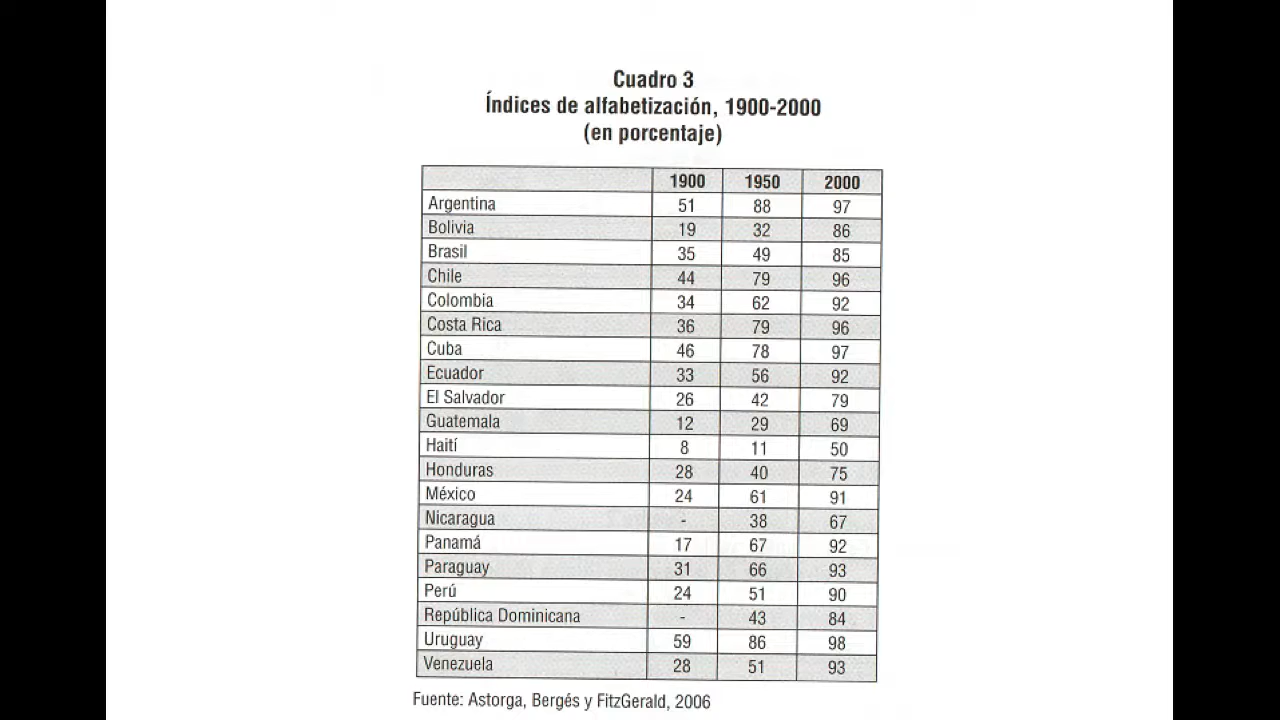 Cuadro 3
Índices de alfabetización, 1900-2000
(en porcentaje)
1900 1950 2000
Argentina 51 88 97
Bolivia 19 32 86
Brasil 35 49 85
Chile 44 79 96
Colombia 34 62 92
Costa Rica 36 79 96
Cuba 46 78 97
Ecuador 33 56 92
El Salvador 26 42 79
Guatemala 12 29 69
Haití 8 11 50
Honduras 28 40 75
México 24 61 91
Nicaragua - 38 67
Panamá 17 67 92
Paraguay 31 66 93
Perú 24 51 90
República Dominicana - 43 84
Uruguay 59 86 98
Venezuela 28 51 93
Fuente: Astorga, Bergés y FitzGerald, 2006